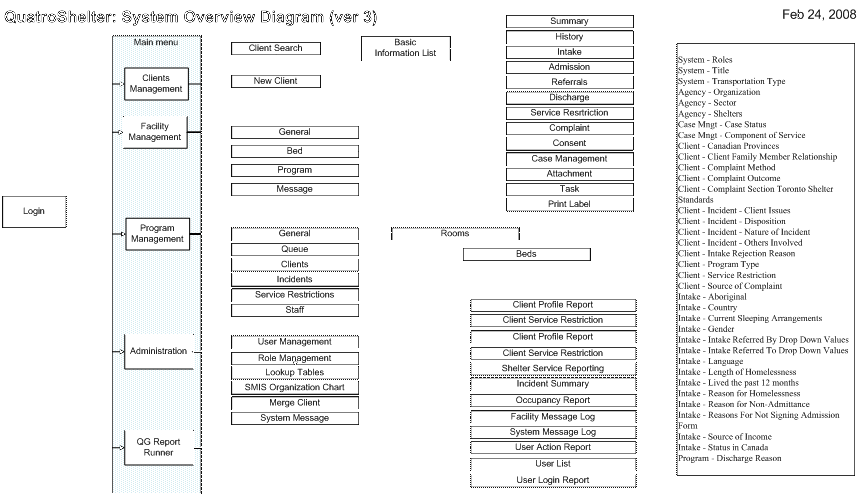 QuatroShelter: System Overview Diagram (ver 3)
Feb 24, 2008
Login
Main menu
Clients
Management
Facility
Management
Program
Management
Administration
QG Report
Runner
Client Search
New Client
Basic
Information List
General
Bed
Program
Message
General
Queue
Clients
Incidents
Service Restrictions
Staff
Rooms
Beds
User Management
Role Management
Lookup Tables
SMIS Organization Chart
Merge Client
System Message
Summary
History
Intake
Admission
Referrals
Discharge
Service Resrtriction
Complaint
Consent
Case Management
Attachment
Task
Print Label
Client Profile Report
Client Service Restriction
Client Profile Report
Client Service Restriction
Shelter Service Reporting
Incident Summary
Occupancy Report
Facility Message Log
System Message Log
User Action Report
User List
User Login Report
System - Roles
System - Title
System - Transportation Type
Agency - Organization
Agency - Sector
Agency - Shelters
Case Mngt - Case Status
Case Mngt - Component of Service
Client - Canadian Provinces
Client - Client Family Member Relationship
Client - Complaint Method
Client - Complaint Outcome
Client - Complaint Section Toronto Shelter
Standards
Client - Incident - Client Issues
Client - Incident - Disposition
Client - Incident - Nature of Incident
Client - Incident - Others Involved
Client - Intake Rejection Reason
Client - Program Type
Client - Service Restriction
Client - Source of Complaint
Intake - Aboriginal
Intake - Country
Intake - Current Sleeping Arrangements
Intake - Gender
Intake - Intake Referred By Drop Down Values
Intake - Intake Referred To Drop Down Values
Intake - Language
Intake - Length of Homelessness
Intake - Lived the past 12 months
Intake - Reason for Homelessness
Intake - Reason for Non-Admittance
Intake - Reasons For Not Signing Admission
Form
Intake - Source of Income
Intake - Status in Canada
Program - Discharge Reason